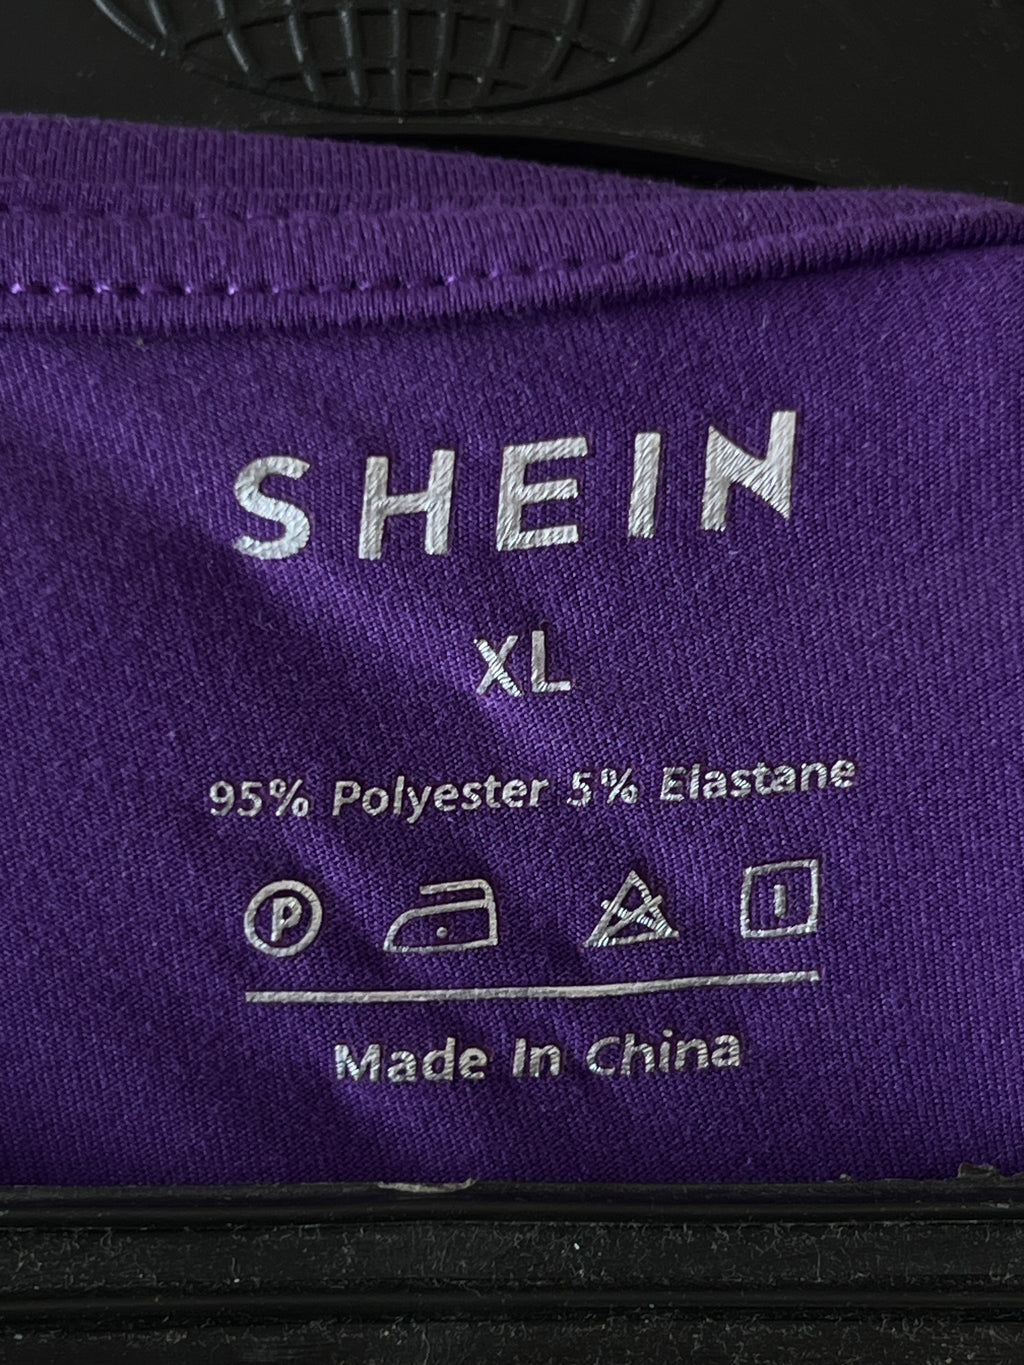 SHEIN
XL
95% Polyester 5% Elastane
P
Made In China